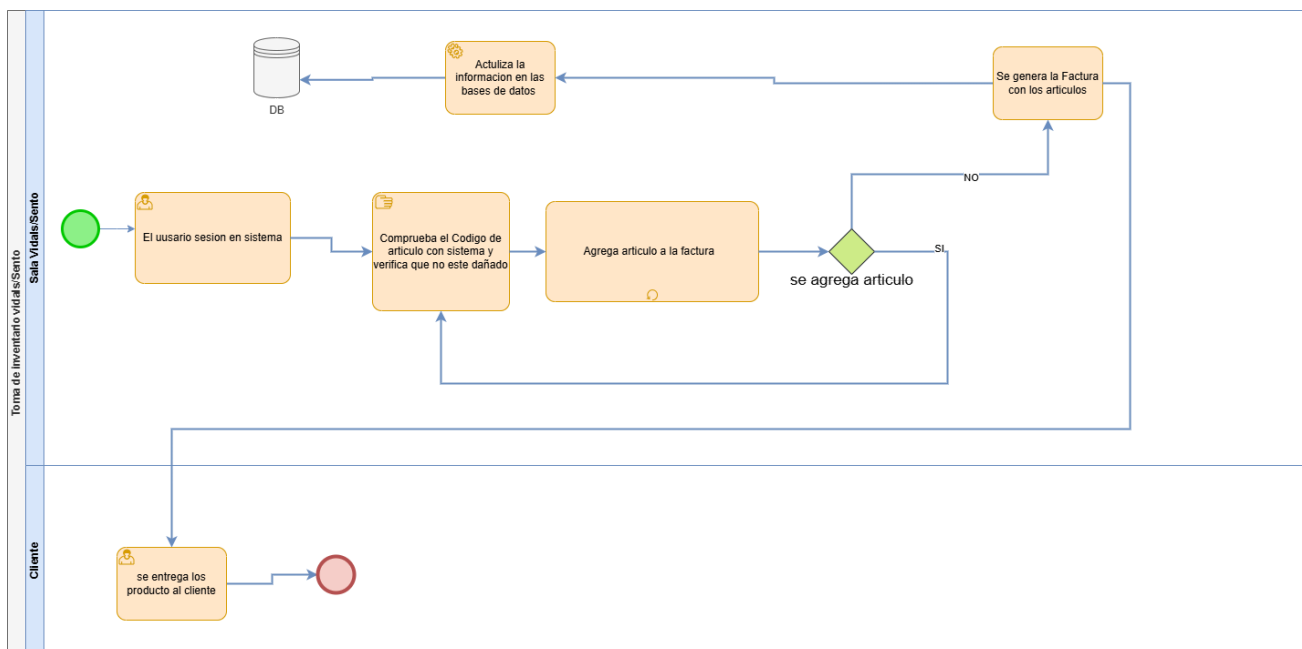 Toma de inventario vidals/Sento
Sala Vidals/Sento
DB
Actuliza la
informacion en las
bases de datos
Se genera la Factura
con los articulos
El uusario sesion en sistema
Comprueba el Codigo de
articulo con sistema y
verifica que no este dañado
Agrega articulo a la factura
se agrega articulo
NO
SI
Cliente
se entrega los
producto al cliente